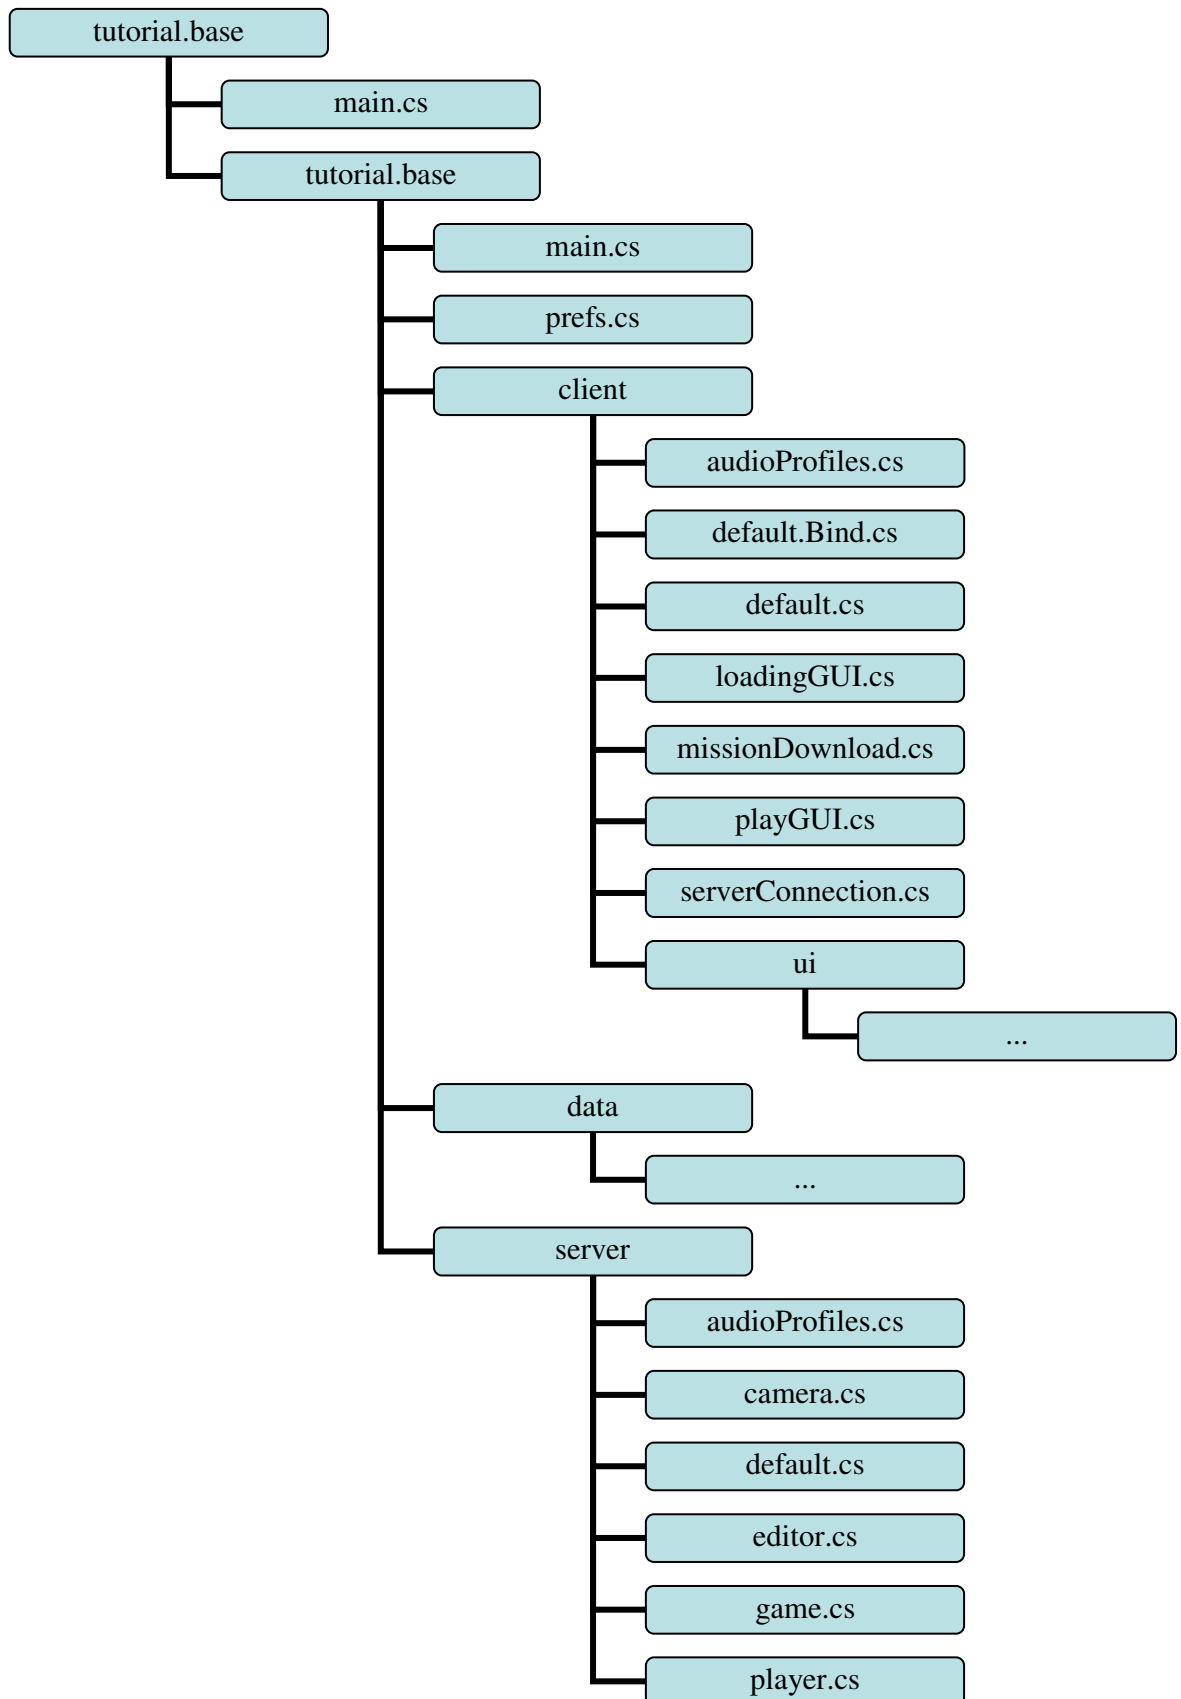 tutorial.base
main.cs
tutorial.base
main.cs
prefs.cs
client
audioProfiles.cs
default.Bind.cs
default.cs
loadingGUI.cs
missionDownload.cs
playGUI.cs
serverConnection.cs
ui
...
data
...
server
audioProfiles.cs
camera.cs
default.cs
editor.cs
game.cs
player.cs